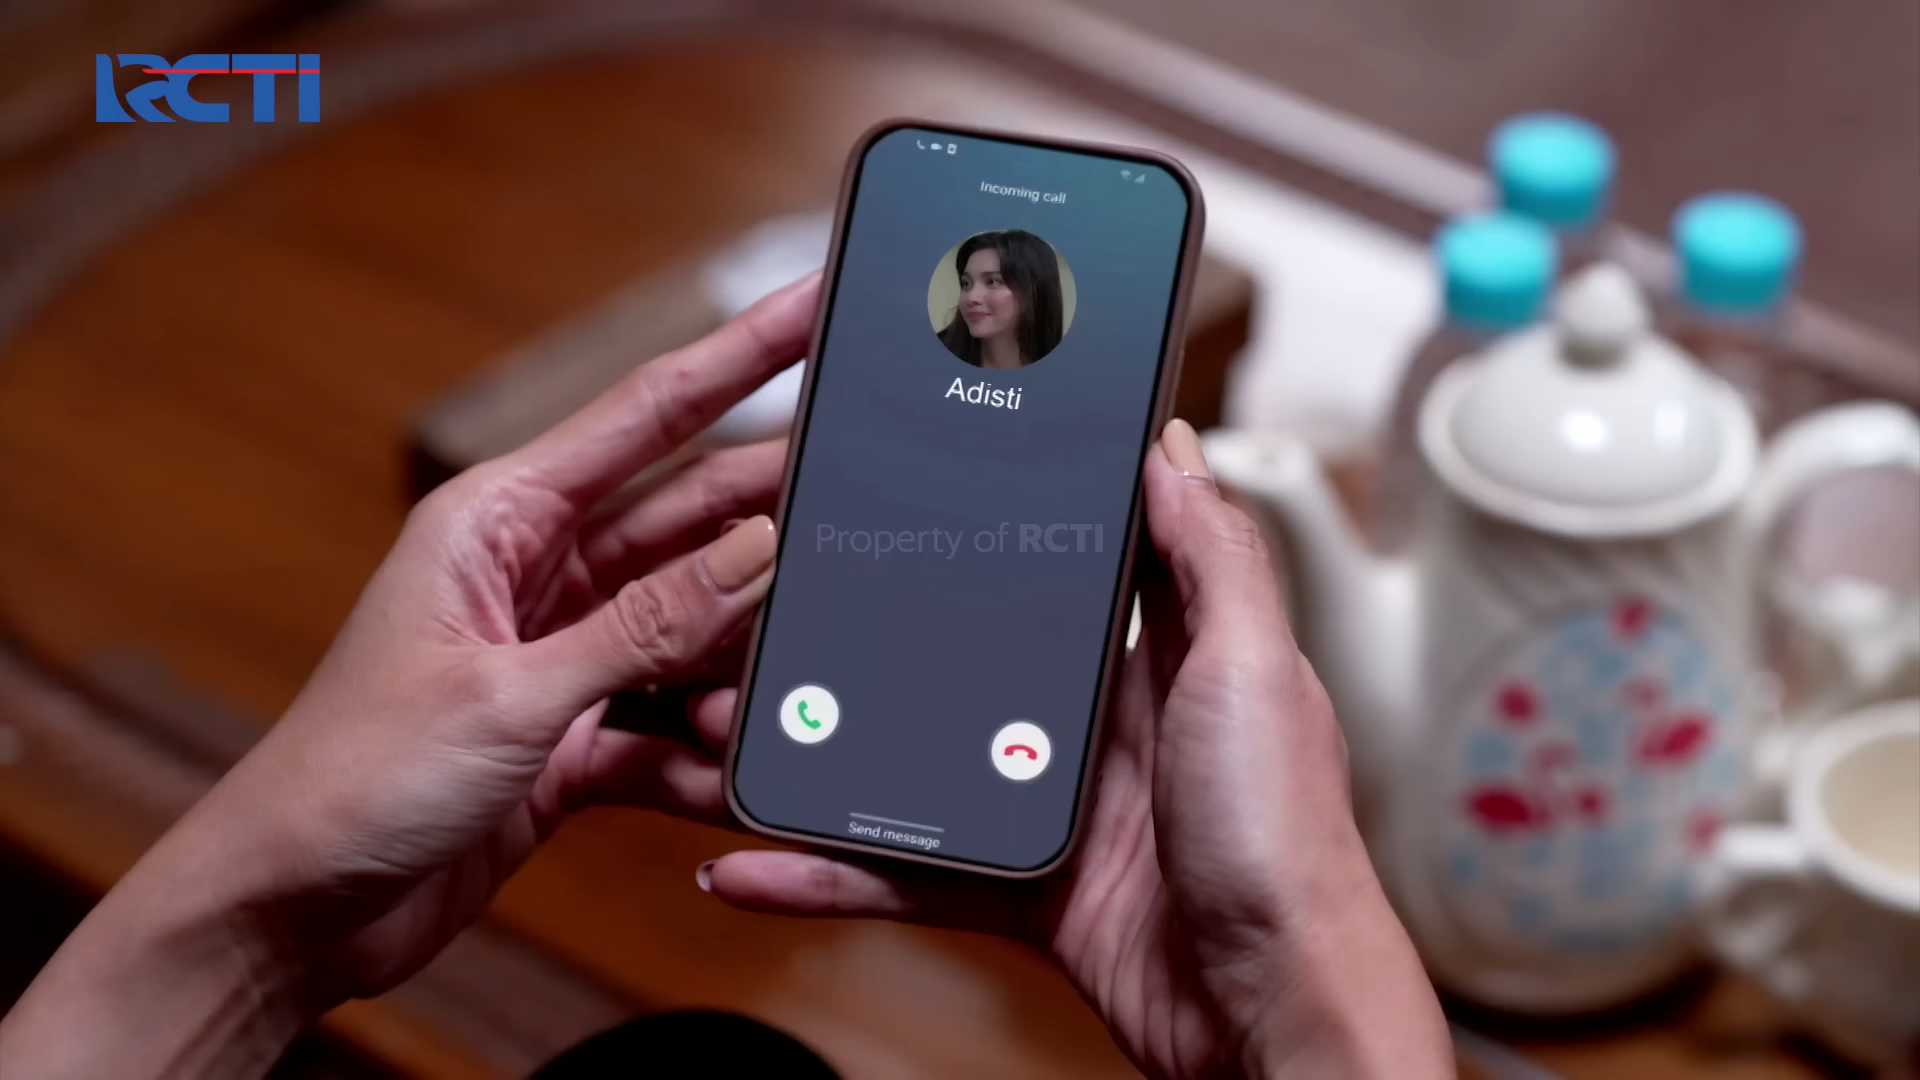 RCTI
Incoming call
Adisti
Property of RCTI
Send message